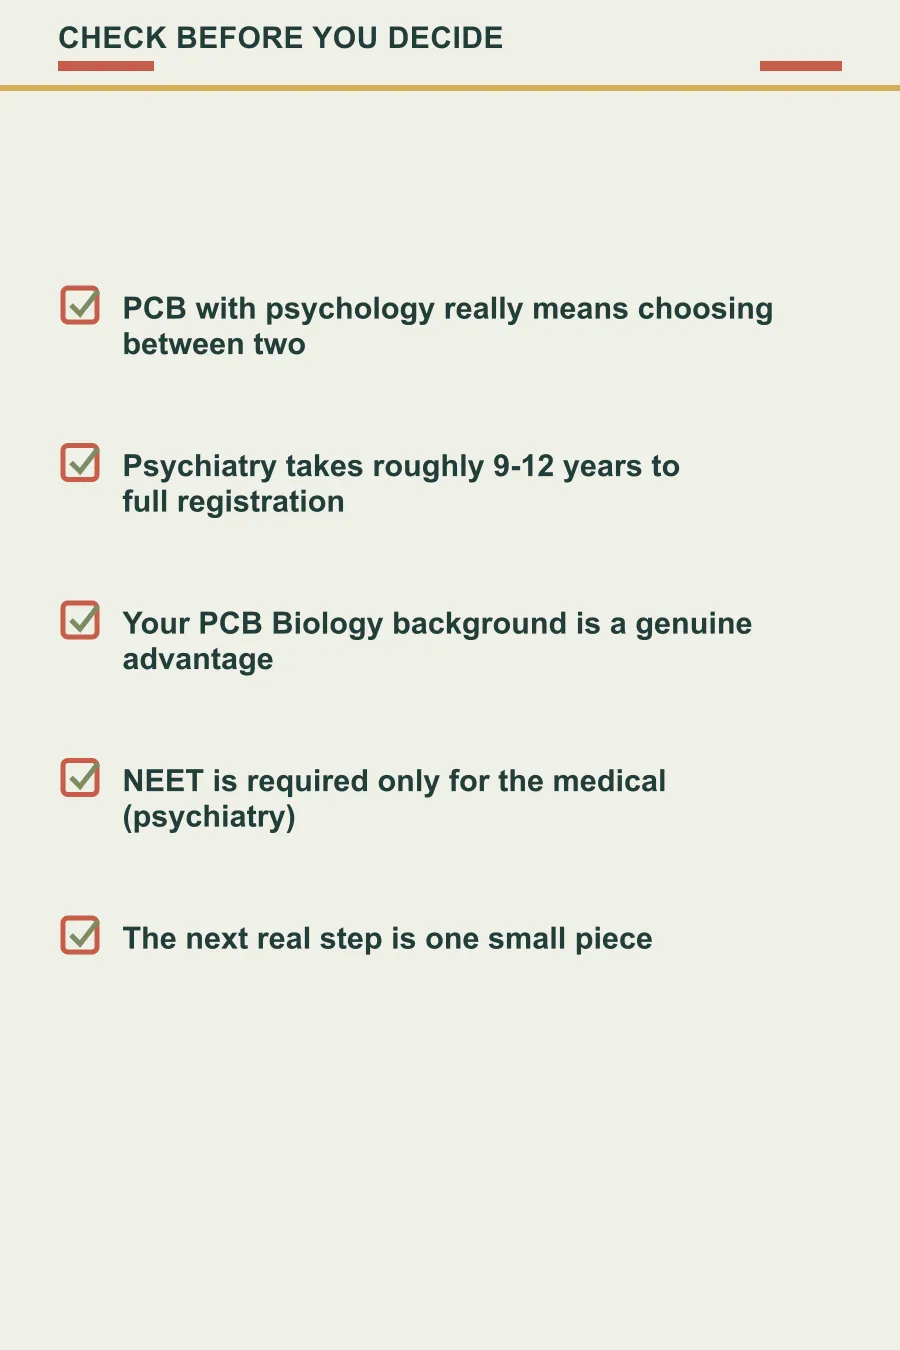 CHECK BEFORE YOU DECIDE
PCB with psychology really means choosing
between two
Psychiatry takes roughly 9-12 years to
full registration
Your PCB Biology background is a genuine
advantage
NEET is required only for the medical
(psychiatry)
The next real step is one small piece